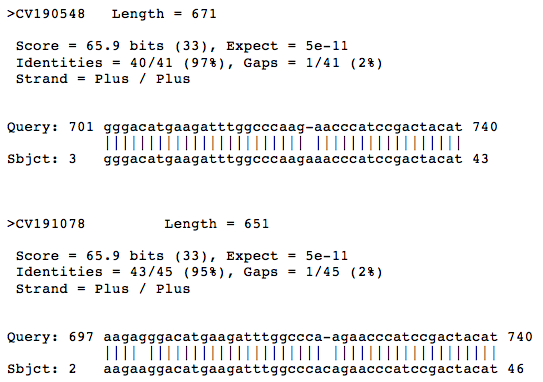 >CV190548   Length = 671
Score = 65.9 bits (33), Expect = 5e-11
Identities = 40/41 (97%), Gaps = 1/41 (2%)
Strand = Plus / Plus
Query: 701 gggacatgaagatttggcccaag-aacccatccgactacat 740
||||||||||||||||||||||| |||||||||||||||||
Sbjct: 3   gggacatgaagatttggcccaagaaacccatccgactacat 43
>CV191078         Length = 651
Score = 65.9 bits (33), Expect = 5e-11
Identities = 43/45 (95%), Gaps = 1/45 (2%)
Strand = Plus / Plus
Query: 697 aagagggacatgaagatttggccca-agaacccatccgactacat 740
|||| |||||||||||||||||||| |||||||||||||||||||
Sbjct: 2   aagaaggacatgaagatttggcccacagaacccatccgactacat 46